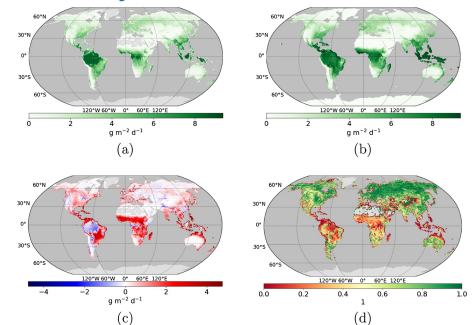 60°N 60°N
30°N 30°N
0° 0°
30°S 30°S
60°S 60°S
120°W 60°W 0° 60°E 120°E 120°W 60°W 0° 60°E 120°E
0 2 4 6 8 0 2 4 6 8
g m⁻² d⁻¹ g m⁻² d⁻¹
(a) (b)
60°N 60°N
30°N 30°N
0° 0°
30°S 30°S
60°S 60°S
120°W 60°W 0° 60°E 120°E 120°W 60°W 0° 60°E 120°E
−4 −2 0 2 4 0.0 0.2 0.4 0.6 0.8 1.0
g m⁻² d⁻¹ 1
(c) (d)